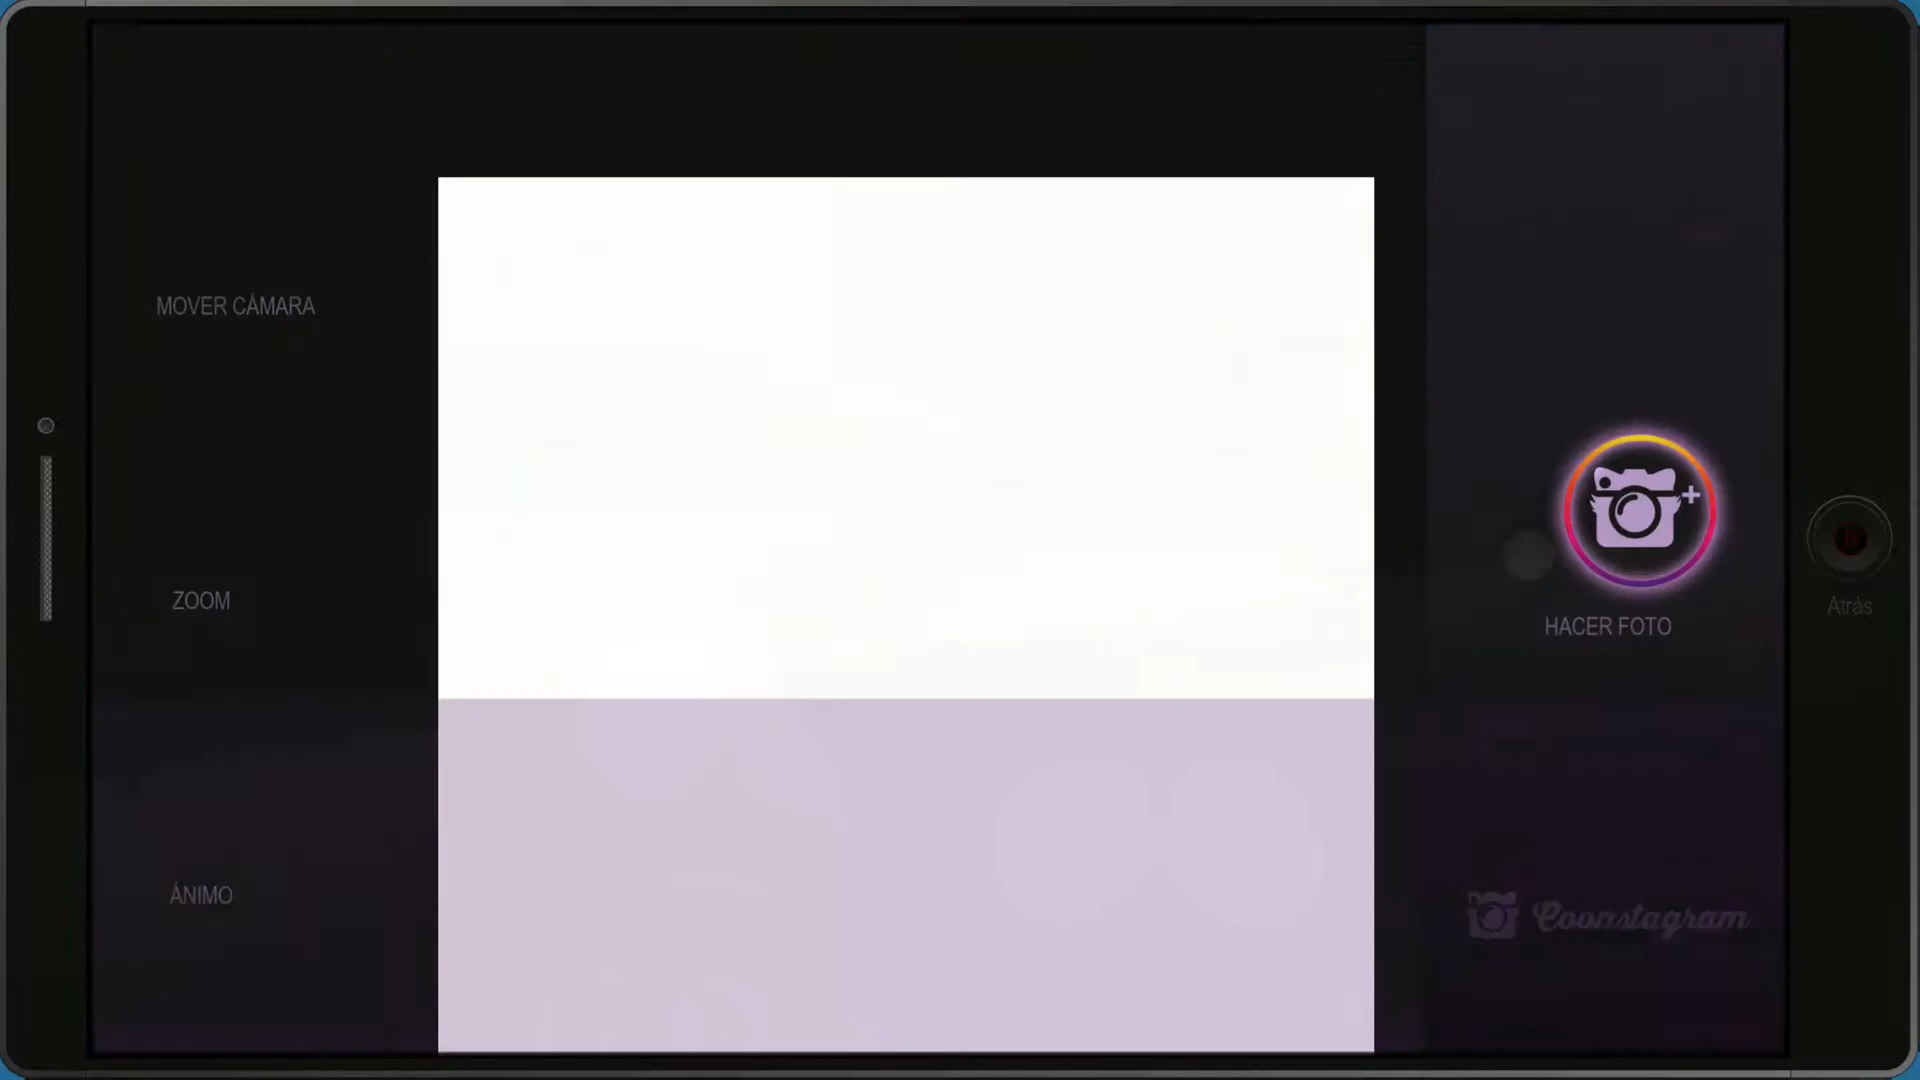 MOVER CÁMARA
ZOOM
HACER FOTO
Atrás
ÁNIMO
Coonstagram